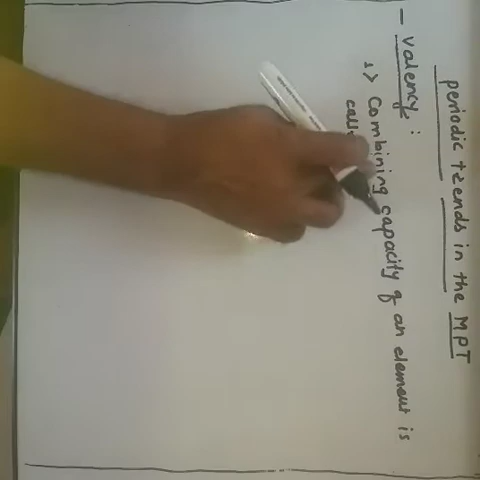 periodic trends in the MPT
- Valency :
1> Combining capacity of an element is